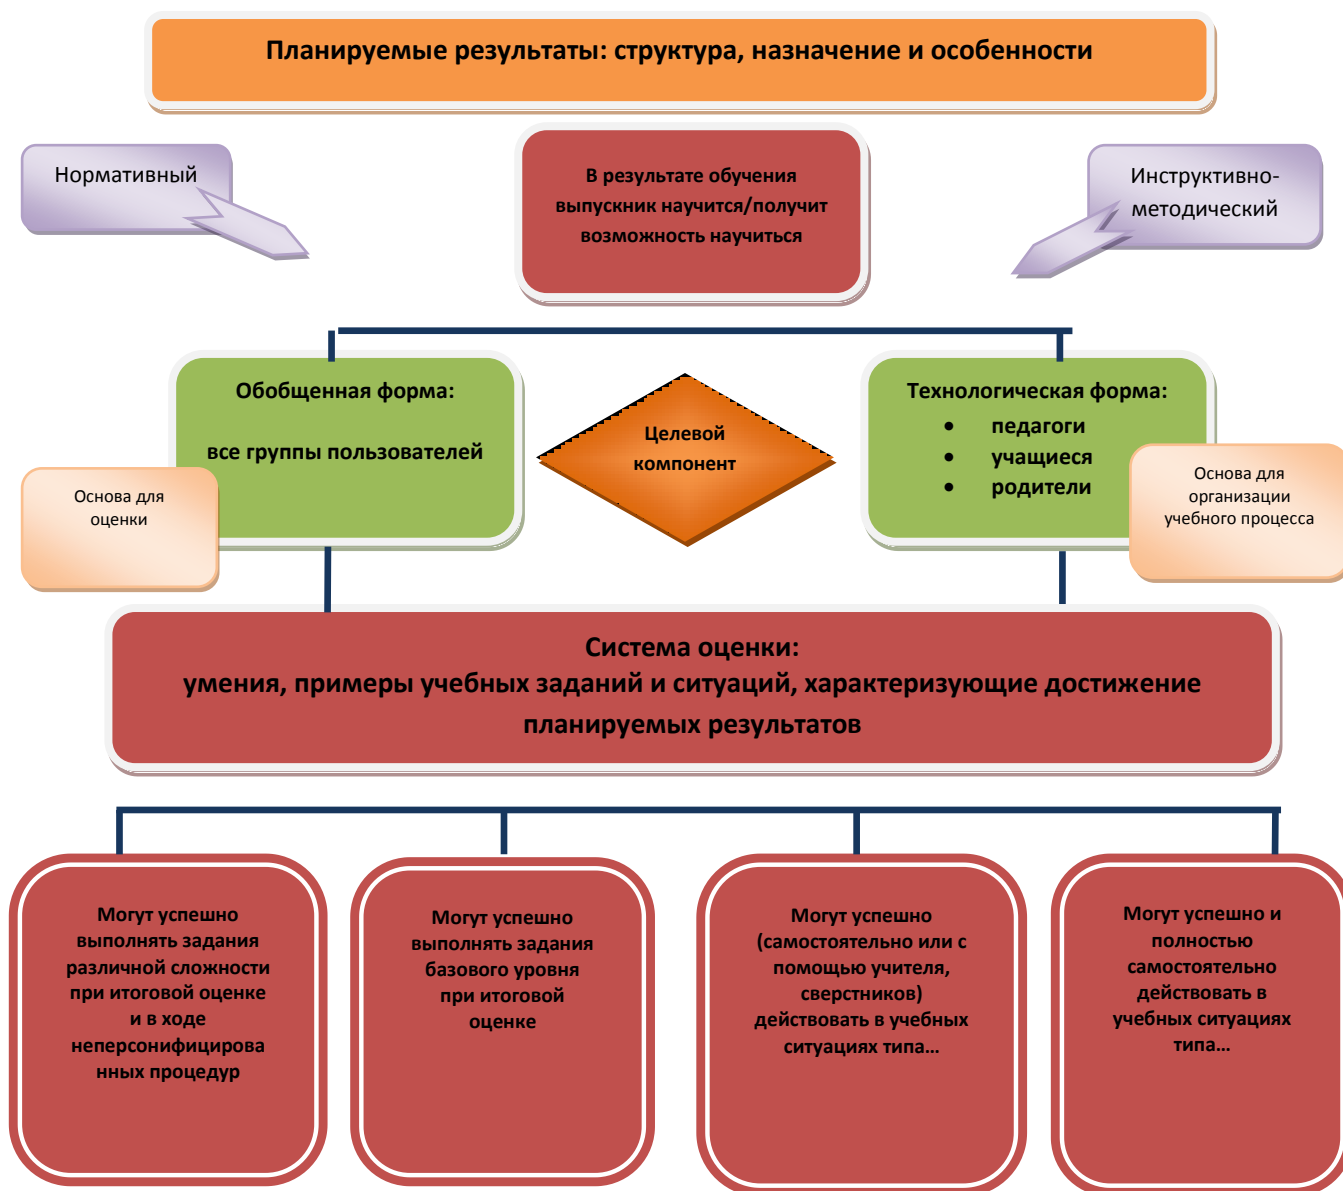 Планируемые результаты: структура, назначение и особенности
Нормативный
В результате обучения
выпускник научится/получит
возможность научиться
Инструктивно-
методический
Обобщенная форма:
все группы пользователей
Целевой
компонент
Технологическая форма:
• педагоги
• учащиеся
• родители
Основа для
оценки
Основа для
организации
учебного процесса
Система оценки:
умения, примеры учебных заданий и ситуаций, характеризующие достижение
планируемых результатов
Могут успешно
выполнять задания
различной сложности
при итоговой оценке
и в ходе
неперсонифицирова
нных процедур
Могут успешно
выполнять задания
базового уровня
при итоговой
оценке
Могут успешно
(самостоятельно или с
помощью учителя,
сверстников)
действовать в учебных
ситуациях типа…
Могут успешно и
полностью
самостоятельно
действовать в
учебных ситуациях
типа…